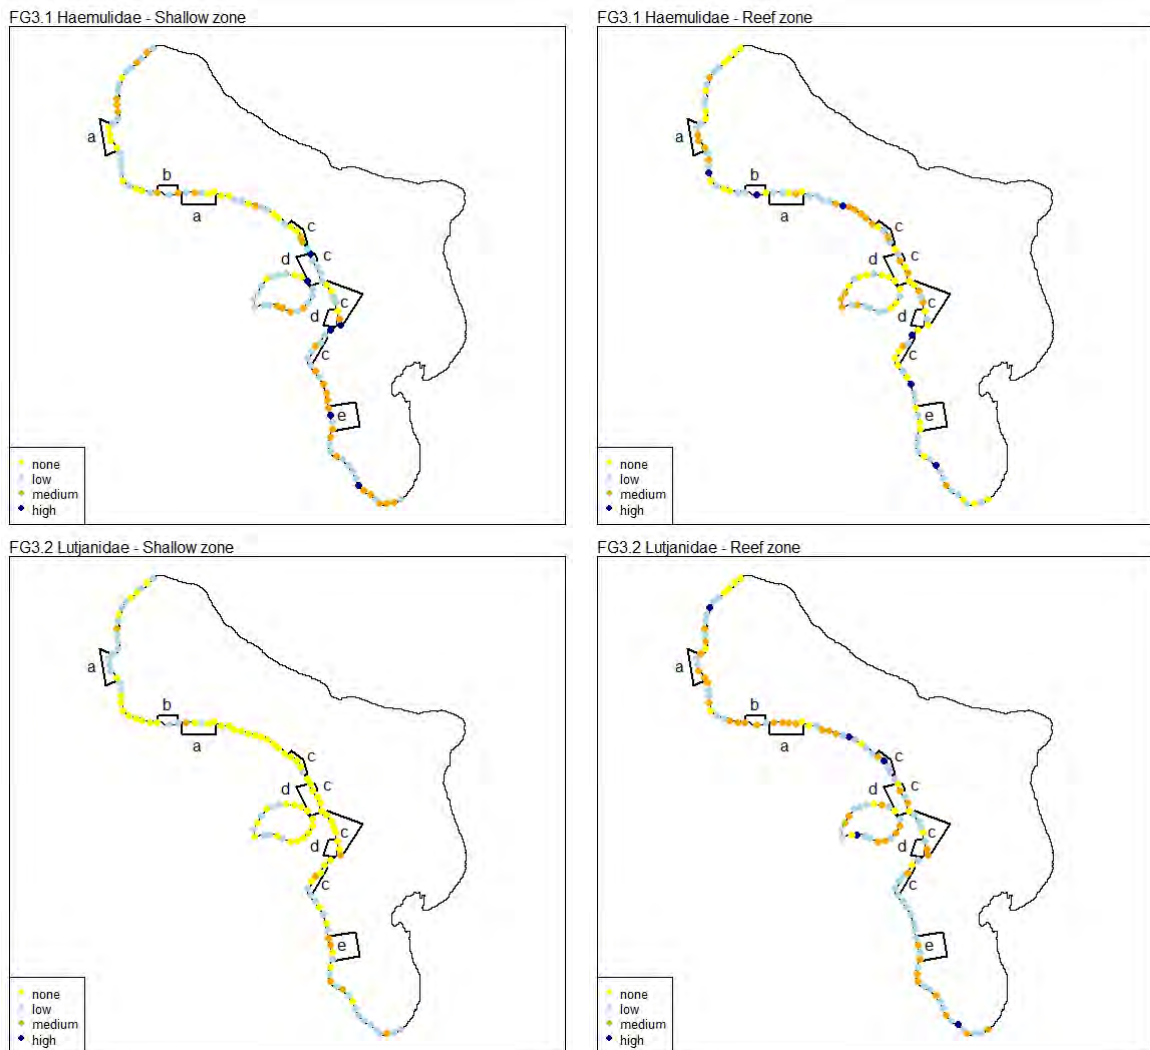 FG3.1 Haemulidae - Shallow zone
a
b
a
c
d
c
c
d
c
e
none
low
medium
high
FG3.1 Haemulidae - Reef zone
a
b
a
c
d
c
c
d
c
e
none
low
medium
high
FG3.2 Lutjanidae - Shallow zone
a
b
a
c
d
c
c
d
c
e
none
low
medium
high
FG3.2 Lutjanidae - Reef zone
a
b
a
c
d
c
c
d
c
e
none
low
medium
high